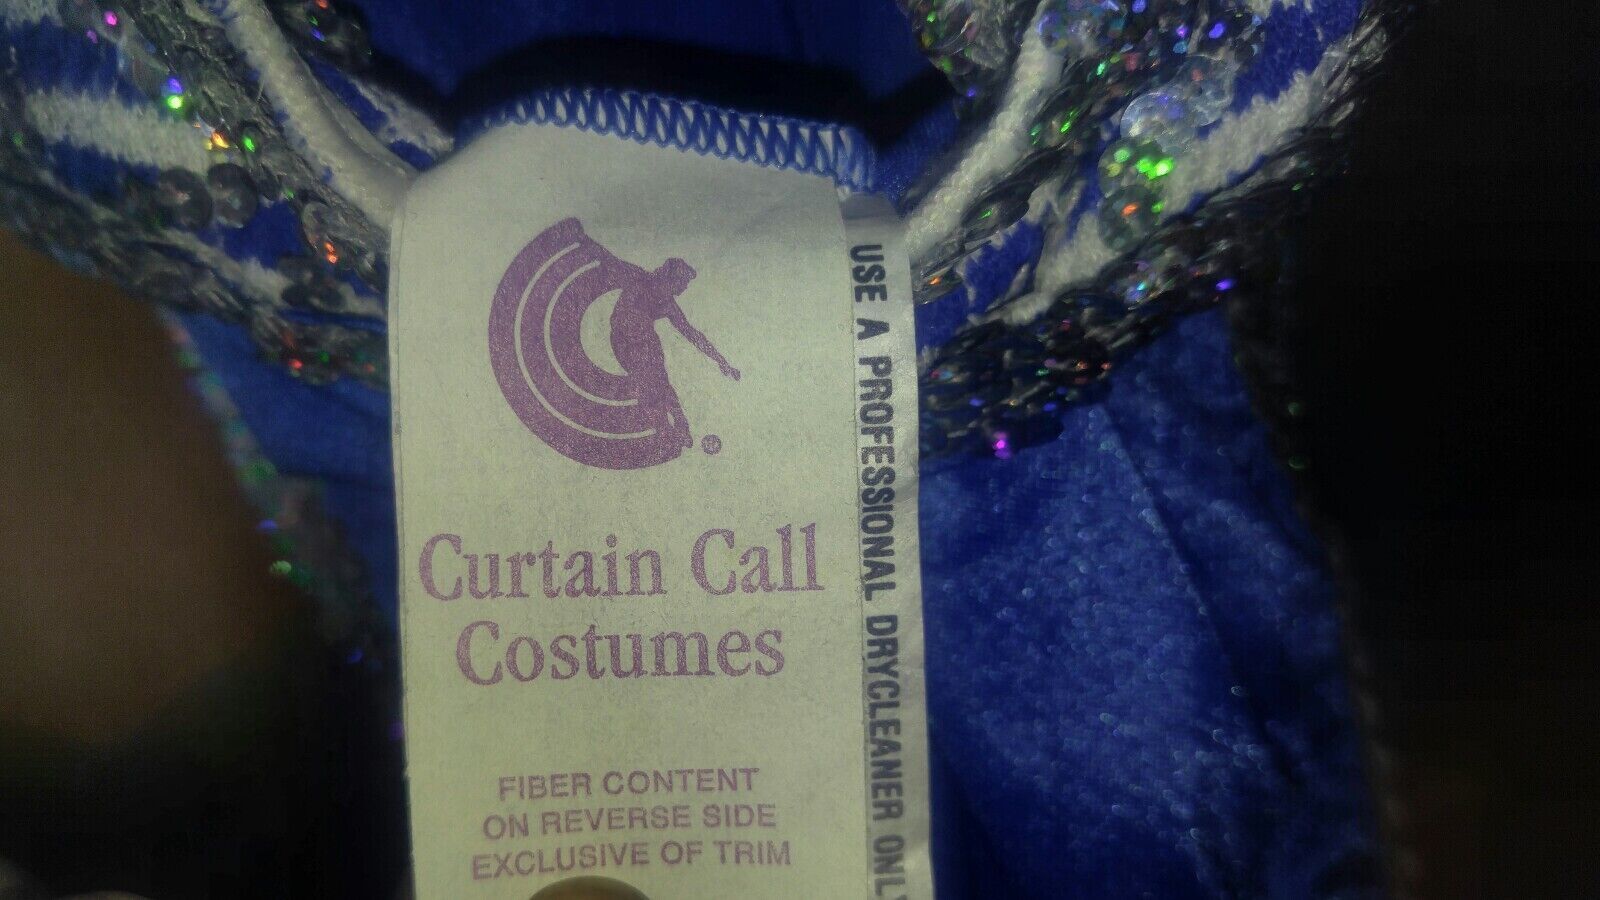 ®
Curtain Call
Costumes
FIBER CONTENT
ON REVERSE SIDE
EXCLUSIVE OF TRIM
USE A PROFESSIONAL DRYCLEANER ONLY